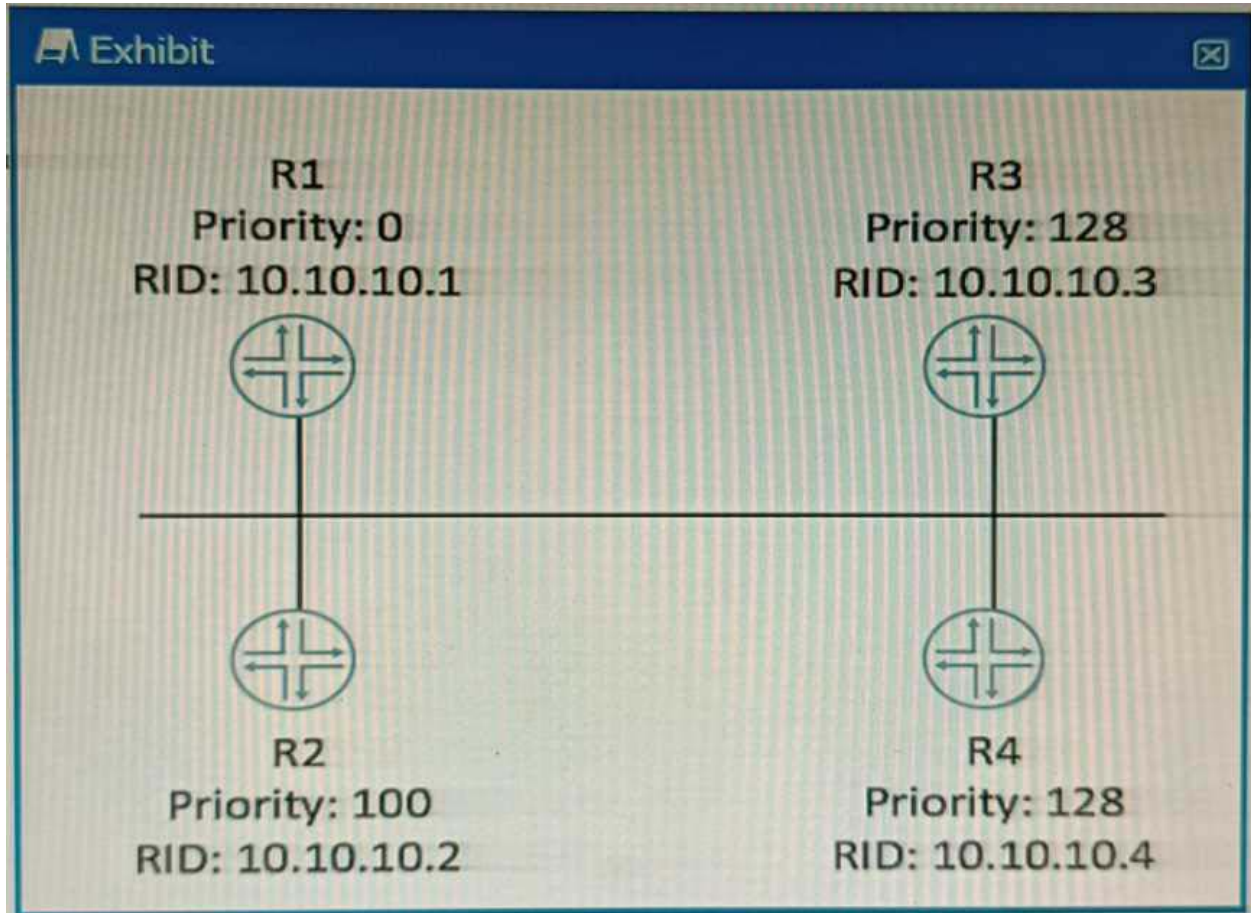 Exhibit
R1
Priority: 0
RID: 10.10.10.1
R3
Priority: 128
RID: 10.10.10.3
R2
Priority: 100
RID: 10.10.10.2
R4
Priority: 128
RID: 10.10.10.4